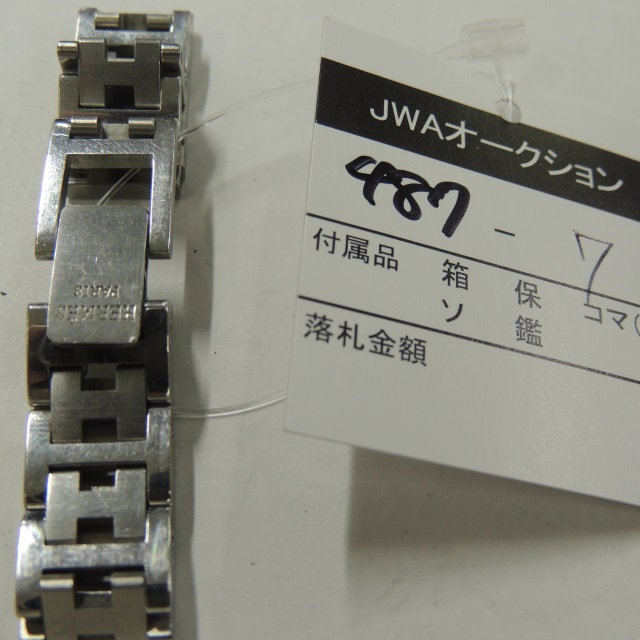 JWAオークション
487 - 7
付属品 箱 保 コマ(
ソ 鑑
落札金額
HERMES
PARIS